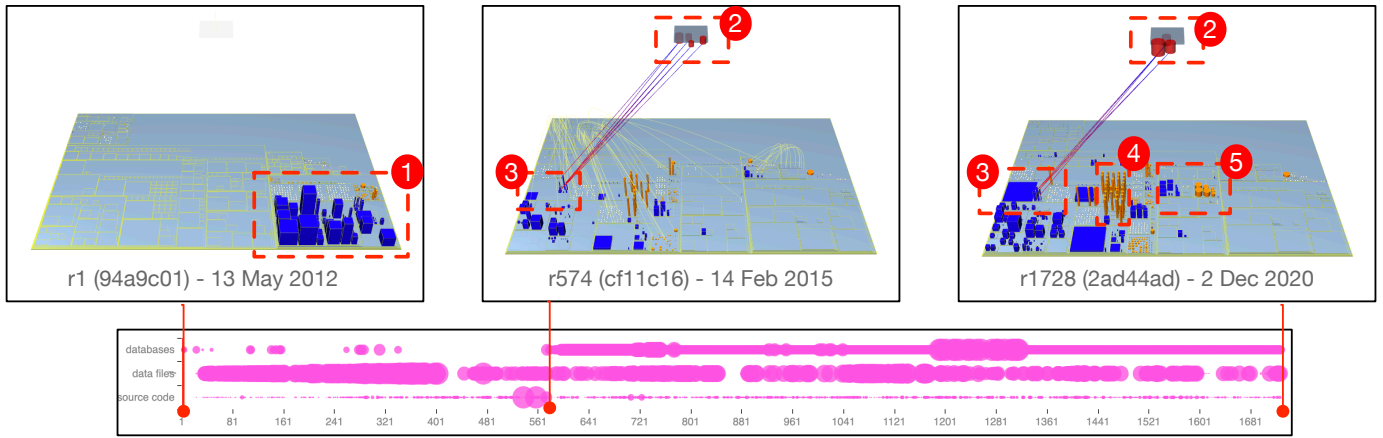 2
2
1
3
3
4
5
r1 (94a9c01) - 13 May 2012
r574 (cf11c16) - 14 Feb 2015
r1728 (2ad44ad) - 2 Dec 2020
databases
data files
source code
1 81 161 241 321 401 481 561 641 721 801 881 961 1041 1121 1201 1281 1361 1441 1521 1601 1681